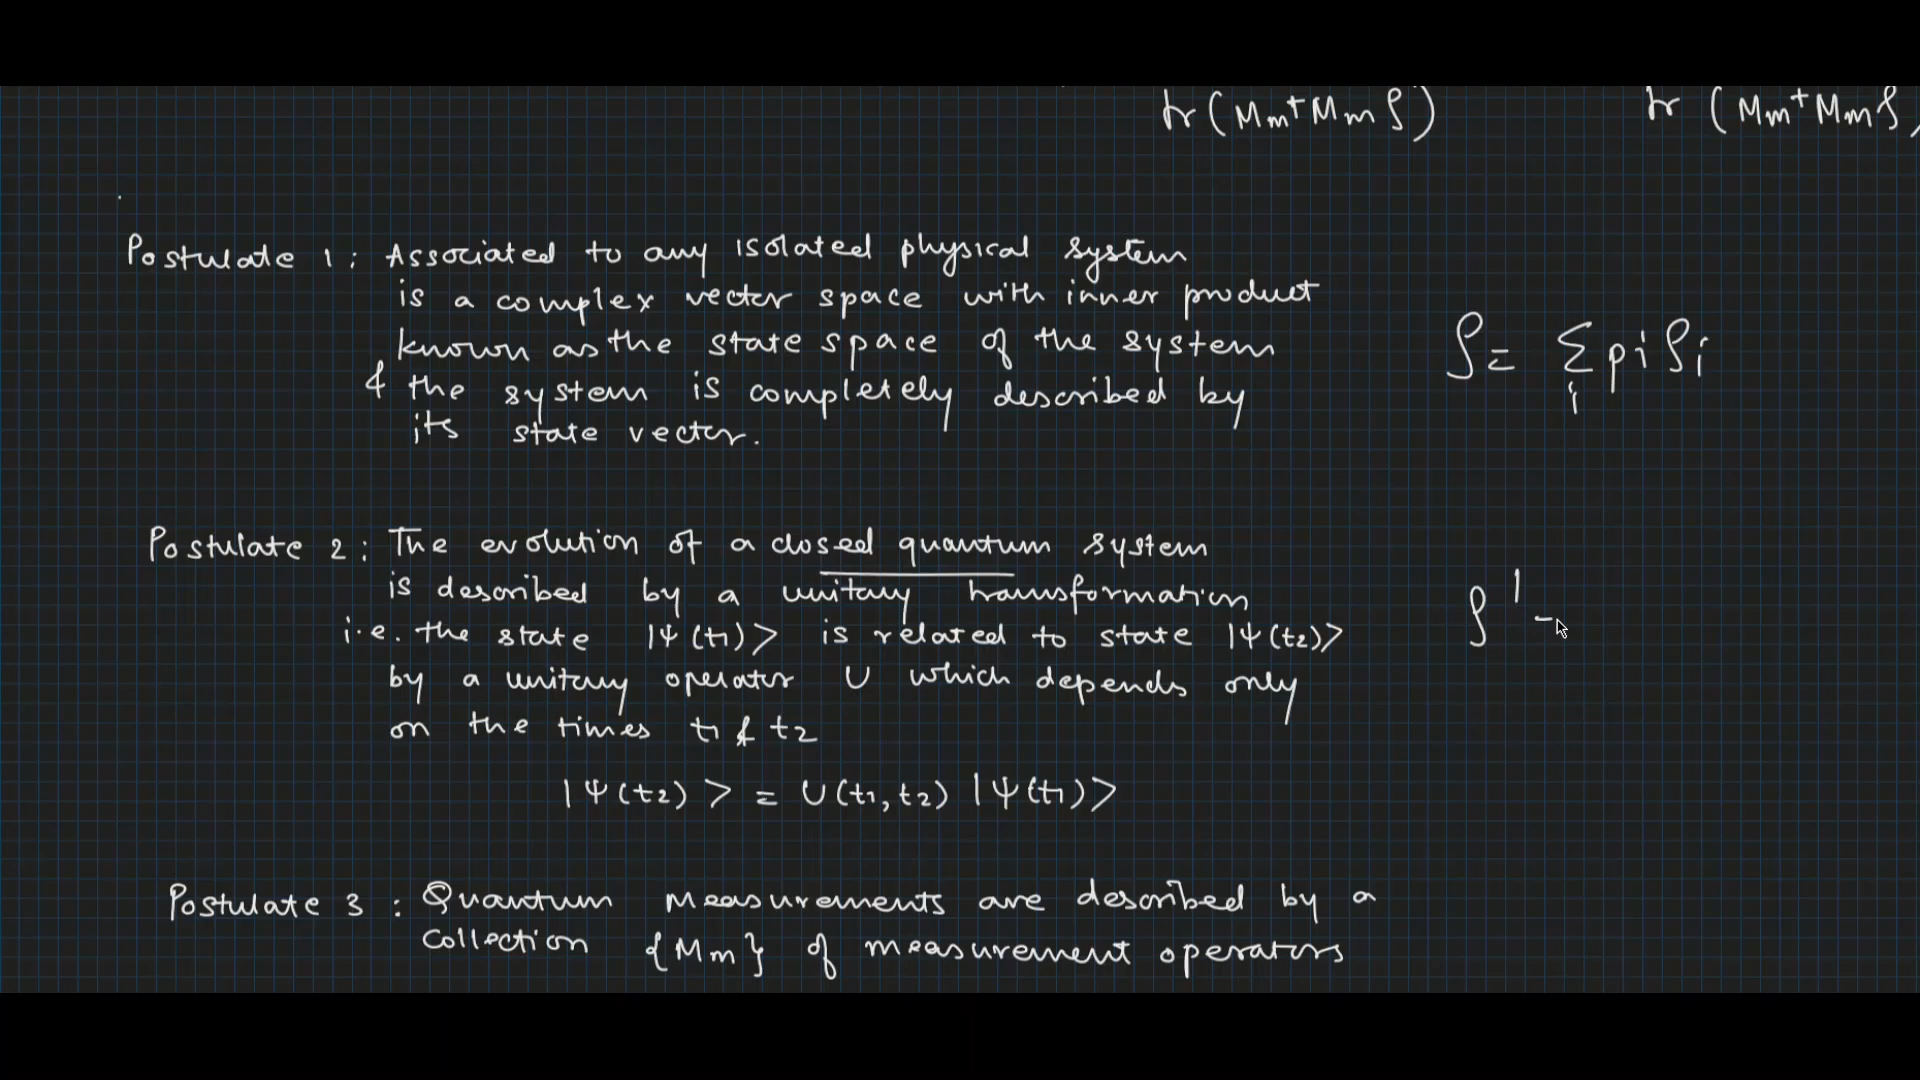 tr (Mm† Mm ρ) tr (Mm† Mm ρ)
Postulate 1 : Associated to any isolated physical system
is a complex vector space with inner product
known as the state space of the system
& the system is completely described by
its state vector.
ρ = Σ pi ρi
i
Postulate 2 : The evolution of a closed quantum system
is described by a unitary transformation
i.e. the state |Ψ(t1)> is related to state |Ψ(t2)>
by a unitary operator U which depends only
on the times t1 & t2
ρ' -
|Ψ(t2)> = U(t1,t2) |Ψ(t1)>
Postulate 3 : Quantum measurements are described by a
collection {Mm} of measurement operators